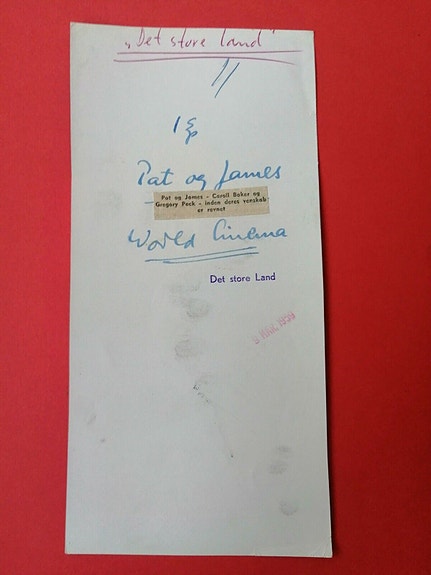 "Det store land"
Pat og James
Pat og James - Caroll Baker og
Gregory Peck - inden deres venskab
er revnet
World Cinema
Det store Land